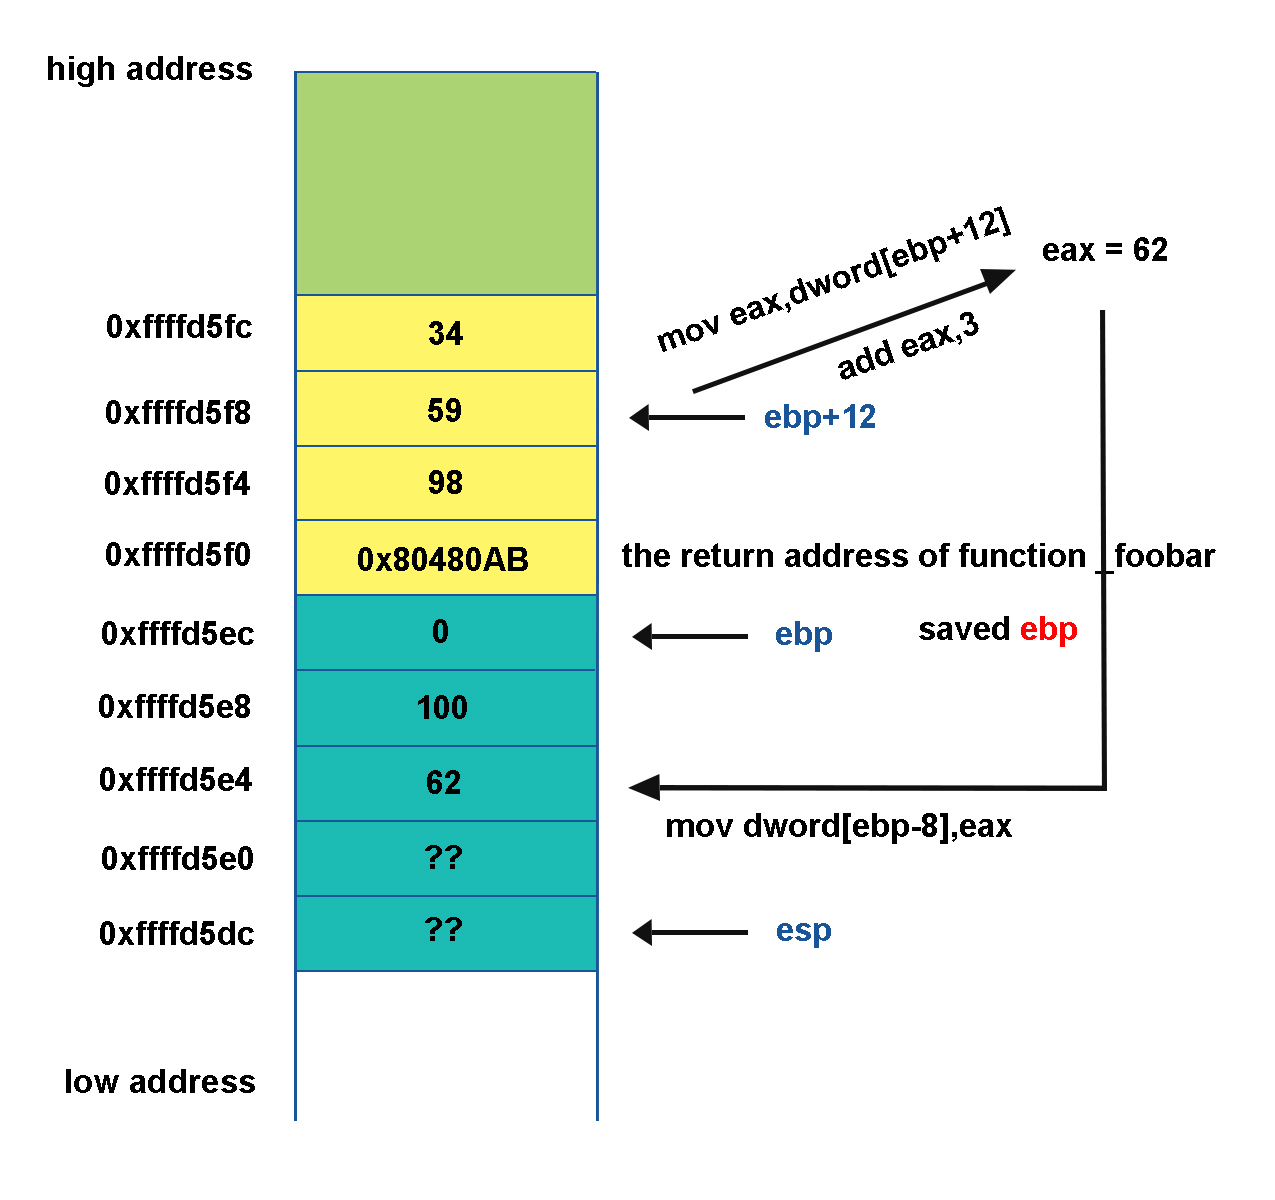 high address
mov eax,dword[ebp+12]
eax = 62
0xffffd5fc
34
add eax,3
0xffffd5f8
59
ebp+12
0xffffd5f4
98
0xffffd5f0
0x80480AB
the return address of function _foobar
0xffffd5ec
0
ebp
saved ebp
0xffffd5e8
100
0xffffd5e4
62
mov dword[ebp-8],eax
0xffffd5e0
??
0xffffd5dc
??
esp
low address